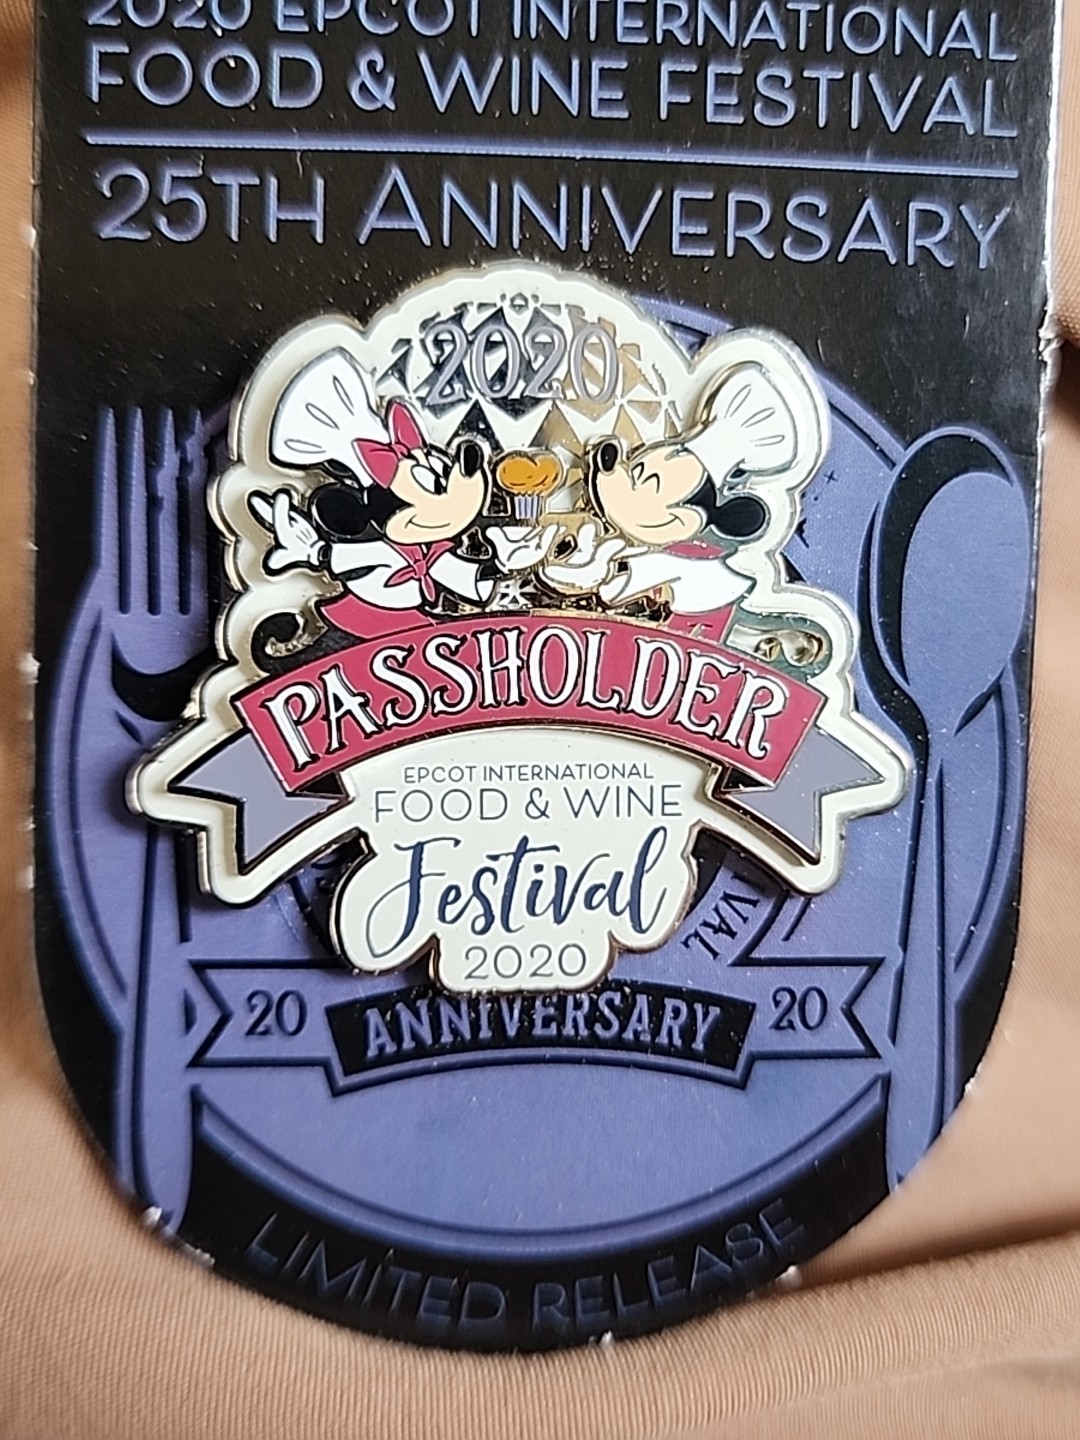 2020 EPCOT INTERNATIONAL
FOOD & WINE FESTIVAL
25TH ANNIVERSARY
2020
PASSHOLDER
EPCOT INTERNATIONAL
FOOD & WINE
Festival
2020
20 ANNIVERSARY 20
LIMITED RELEASE